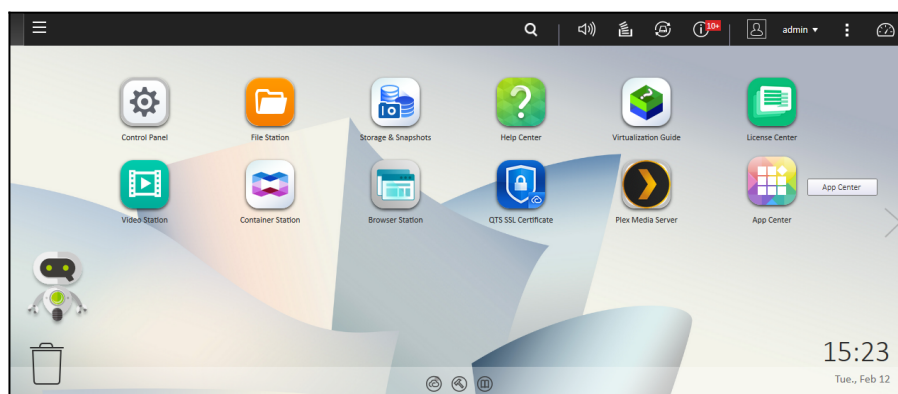 10+
admin
Control Panel
File Station
Storage & Snapshots
Help Center
Virtualization Guide
License Center
Video Station
Container Station
Browser Station
QTS SSL Certificate
Plex Media Server
App Center
App Center
15:23
Tue., Feb 12